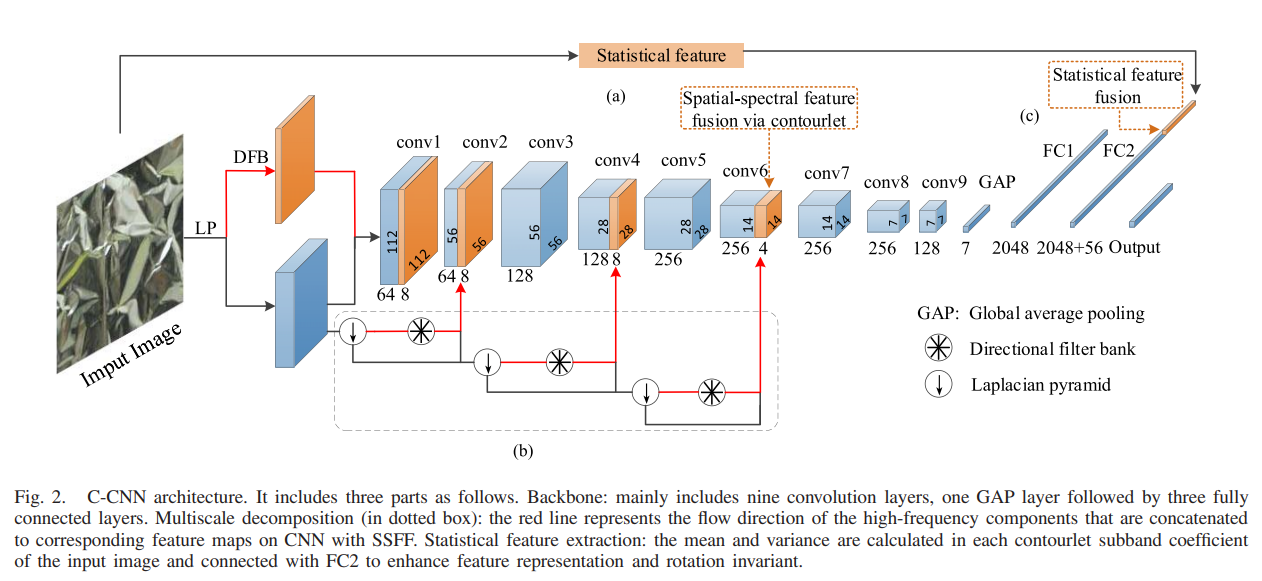 Statistical feature
(a)
Statistical feature
fusion
(c)
Spatial-spectral feature
fusion via contourlet
DFB
LP
Imput Image
conv1
conv2
conv3
conv4
conv5
conv6
conv7
conv8
conv9
GAP
FC1
FC2
112
112
56
56
56
56
28
28
28
28
14
14
14
14
7
7
7
7
64 8
64 8
128
128 8
256
256 4
256
256
128
7
2048
2048+56
Output
GAP: Global average pooling
Directional filter bank
Laplacian pyramid
(b)
Fig. 2. C-CNN architecture. It includes three parts as follows. Backbone: mainly includes nine convolution layers, one GAP layer followed by three fully
connected layers. Multiscale decomposition (in dotted box): the red line represents the flow direction of the high-frequency components that are concatenated
to corresponding feature maps on CNN with SSFF. Statistical feature extraction: the mean and variance are calculated in each contourlet subband coefficient
of the input image and connected with FC2 to enhance feature representation and rotation invariant.